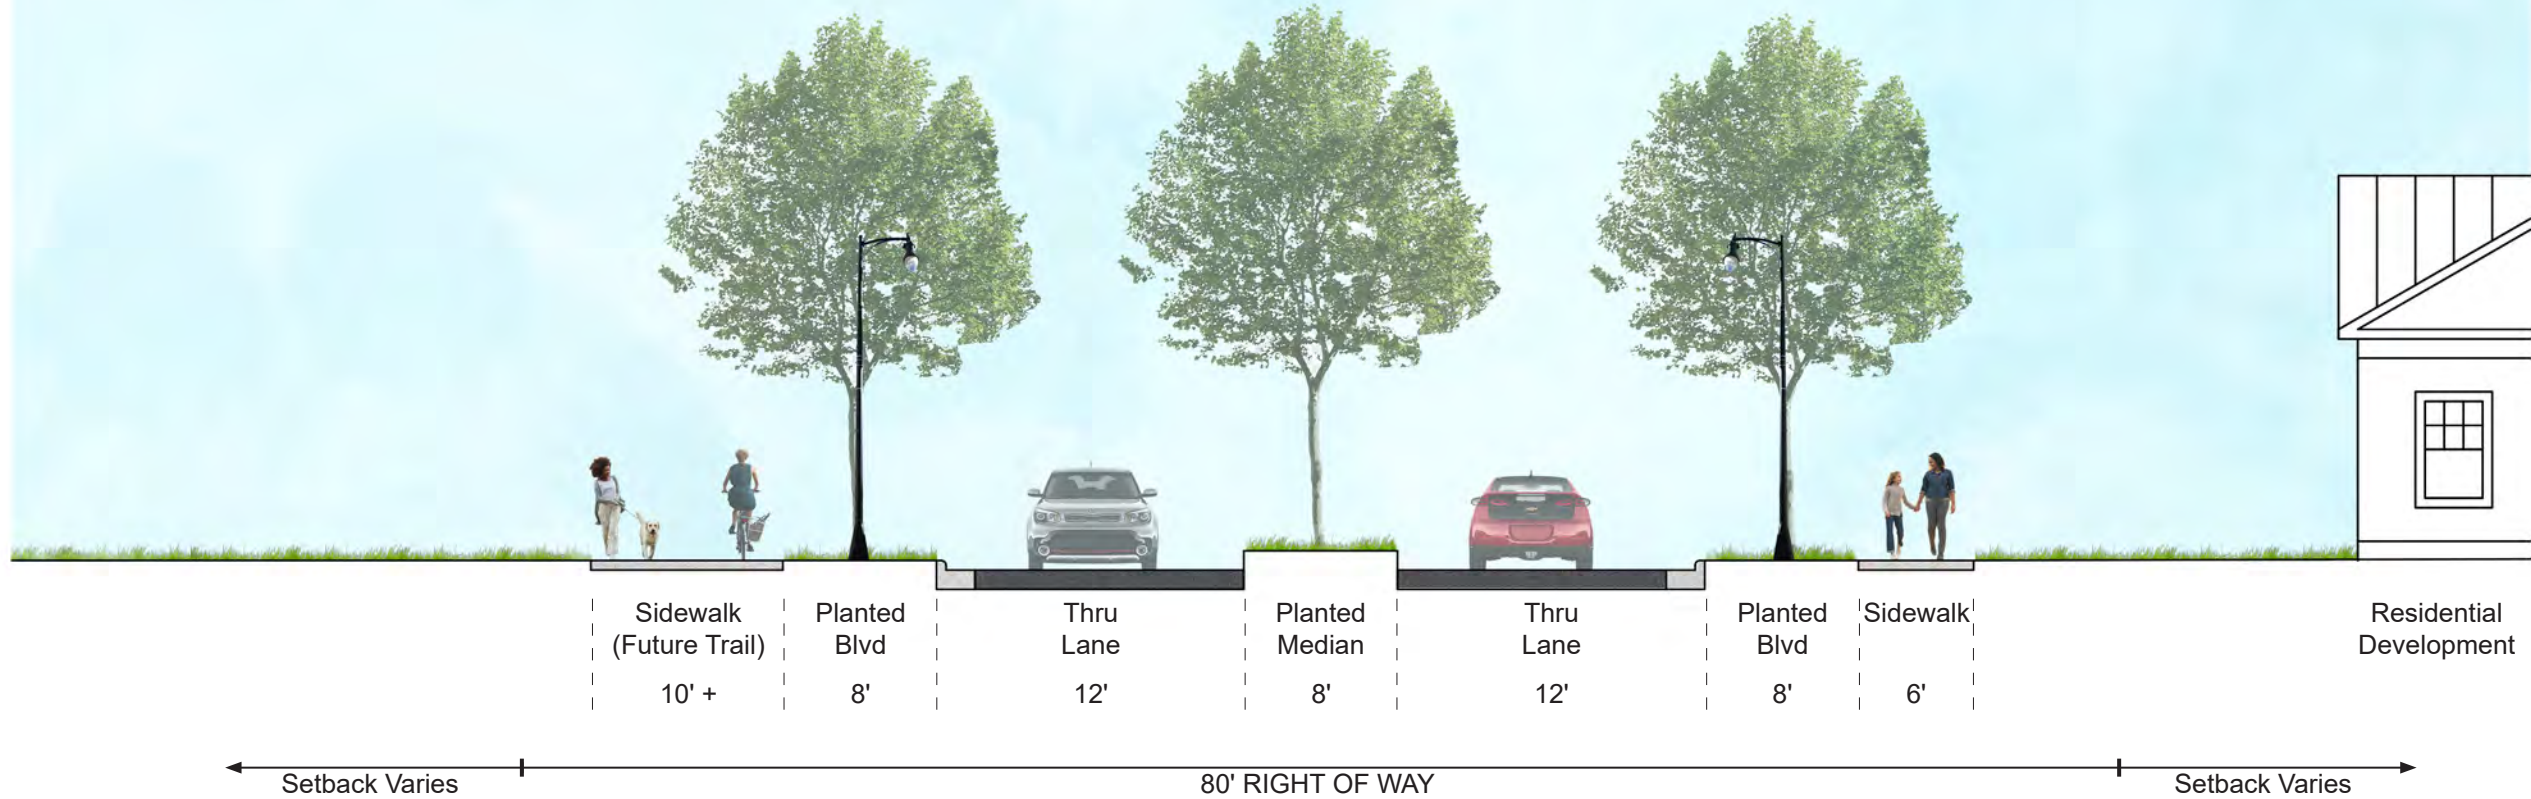 Sidewalk
(Future Trail)
10' +
Planted
Blvd
8'
Thru
Lane
12'
Planted
Median
8'
Thru
Lane
12'
Planted
Blvd
8'
Sidewalk
6'
Residential
Development
Setback Varies
80' RIGHT OF WAY
Setback Varies